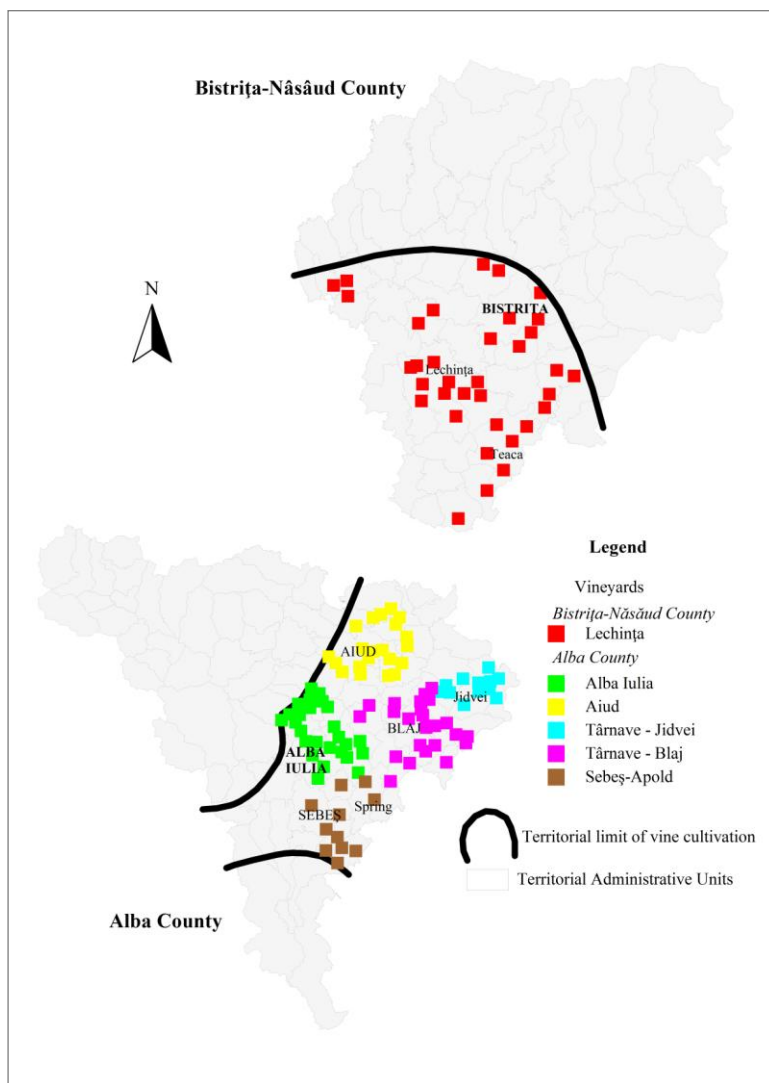 Bistriţa-Nâsâud County
N
BISTRITA
Lechinţa
Teaca
Legend
Vineyards
Bistriţa-Năsăud County
Lechinţa
Alba County
Alba Iulia
Aiud
Târnave - Jidvei
Târnave - Blaj
Sebeş-Apold
AIUD
Jidvei
BLAJ
ALBA
IULIA
Spring
SEBEŞ
Territorial limit of vine cultivation
Territorial Administrative Units
Alba County